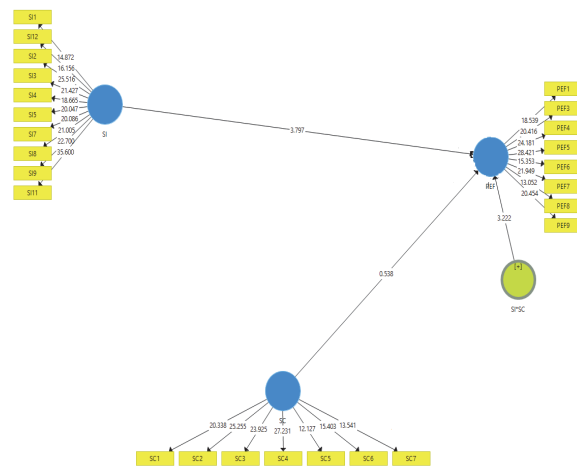 SI1
SI12
SI2
SI3
SI4
SI5
SI7
SI8
SI9
SI11
14.872
16.156
25.516
21.427
18.665
20.047
20.086
21.005
22.700
35.600
SI
3.797
PEF1
PEF3
PEF4
PEF5
PEF6
PEF7
PEF8
PEF9
18.539
20.416
24.181
28.421
15.353
21.949
13.052
20.454
PEF
3.222
[+]
SI*SC
0.538
SC
20.338
25.255
23.925
27.231
12.127
15.403
13.541
SC1
SC2
SC3
SC4
SC5
SC6
SC7